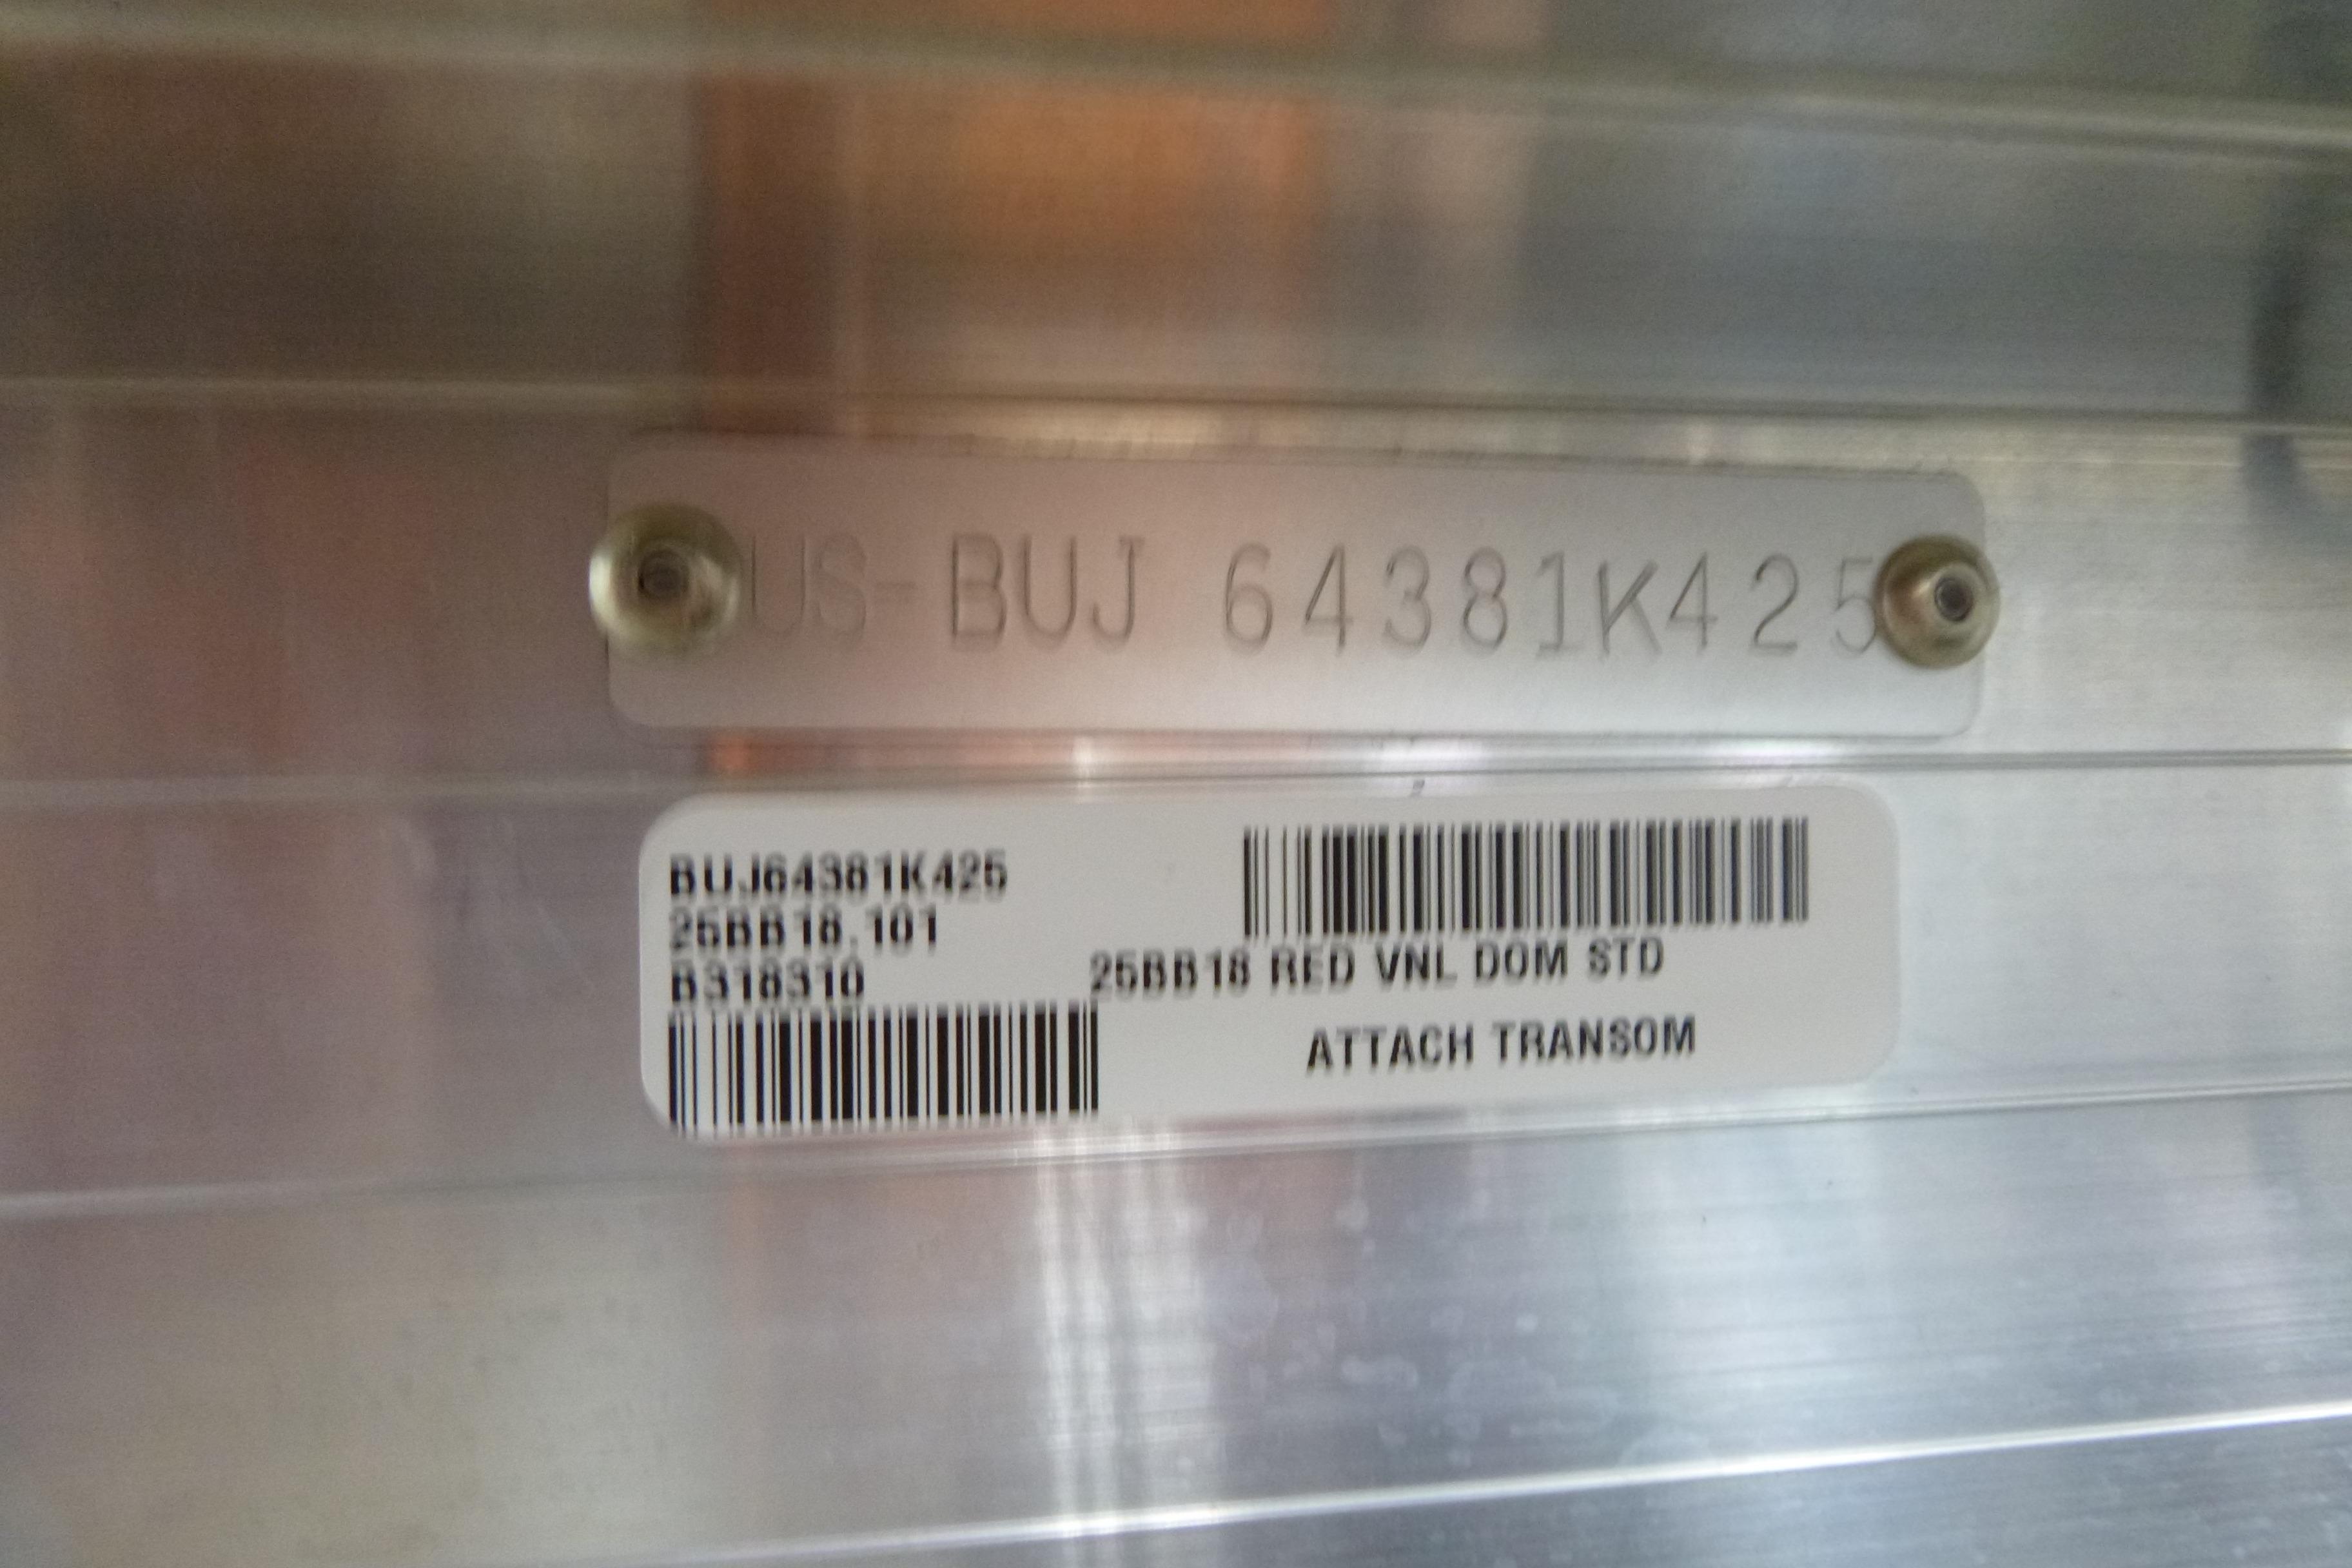 US-BUJ 64381K425
BUJ64381K425
25BB18.101
B318310
25BB18 RED VNL DOM STD
ATTACH TRANSOM